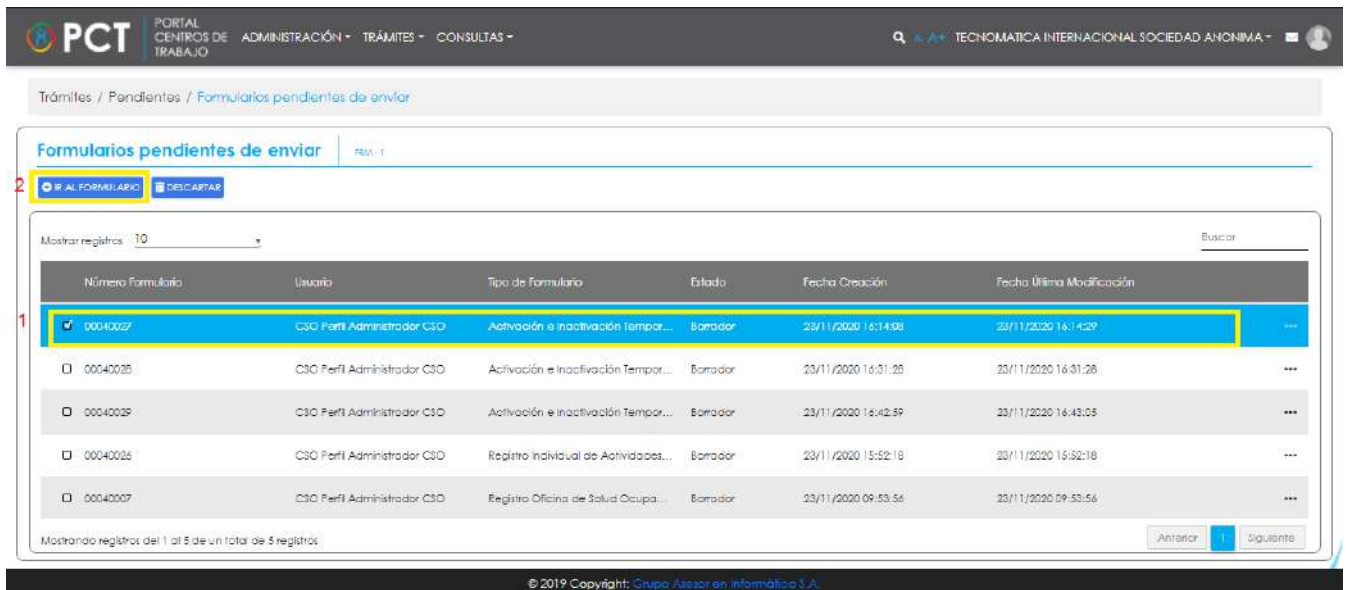 PCT
PORTAL
CENTROS DE
TRABAJO
ADMINISTRACIÓN TRÁMITES CONSULTAS
A+ TECNOMATICA INTERNACIONAL SOCIEDAD ANONIMA
Trámites / Pendientes / Formularios pendientes de enviar
Formularios pendientes de enviar FRM - 1
2 IR AL FORMULARIO DESCARTAR
Mostrar registros 10 Buscar
Número Formulario Usuario Tipo de Formulario Estado Fecha Creación Fecha Última Modificación
1 00040027 CSO Perfil Administrador CSO Activación e Inactivación Tempor... Borrador 23/11/2020 16:14:08 23/11/2020 16:14:29 ...
00040028 CSO Perfil Administrador CSO Activación e Inactivación Tempor... Borrador 23/11/2020 16:31:28 23/11/2020 16:31:28 ...
00040029 CSO Perfil Administrador CSO Activación e Inactivación Tempor... Borrador 23/11/2020 16:42:59 23/11/2020 16:43:05 ...
00040026 CSO Perfil Administrador CSO Registro Individual de Actividades... Borrador 23/11/2020 15:52:18 23/11/2020 15:52:18 ...
00040007 CSO Perfil Administrador CSO Registro Oficina de Salud Ocupa... Borrador 23/11/2020 09:53:56 23/11/2020 09:53:56 ...
Mostrando registros del 1 al 5 de un total de 5 registros Anterior 1 Siguiente
© 2019 Copyright: Grupo Asesor en Informática S.A.